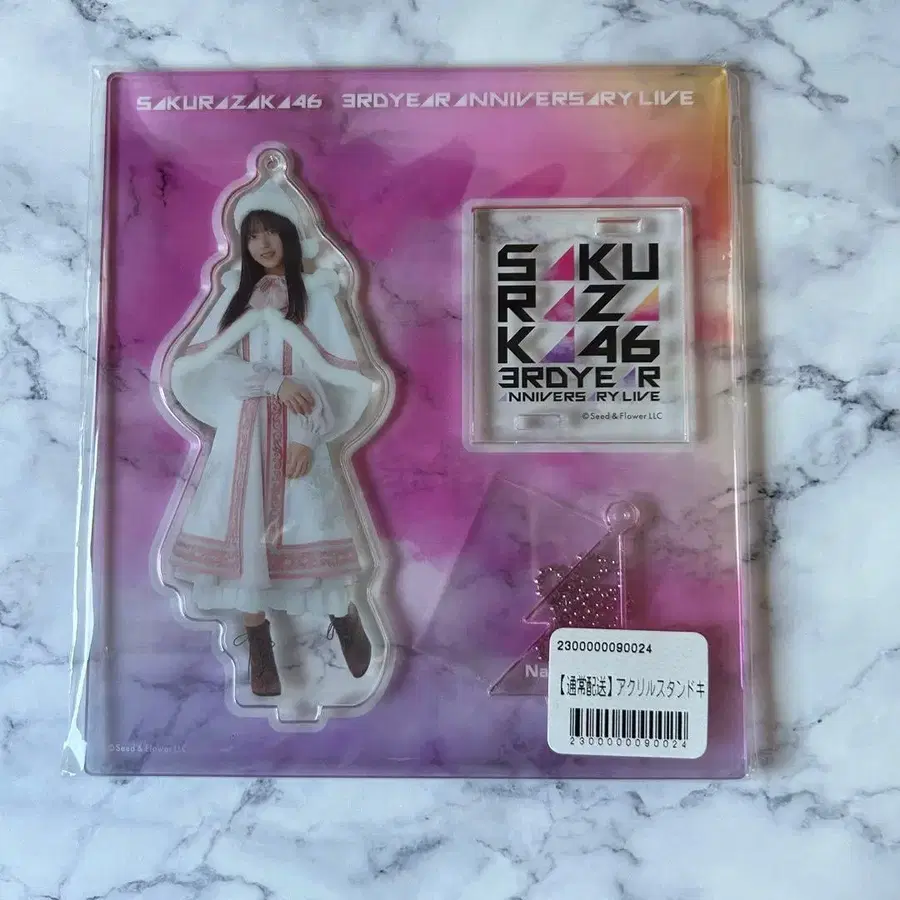 SAKURAZAKA46 3RDYEAR ANNIVERSARY LIVE
SAKU
RAZA
KA46
3RDYEAR
ANNIVERSARY LIVE
©Seed & Flower LLC
Na
2300000090024
【通常配送】アクリルスタンドキ
2300000090024
©Seed & Flower LLC